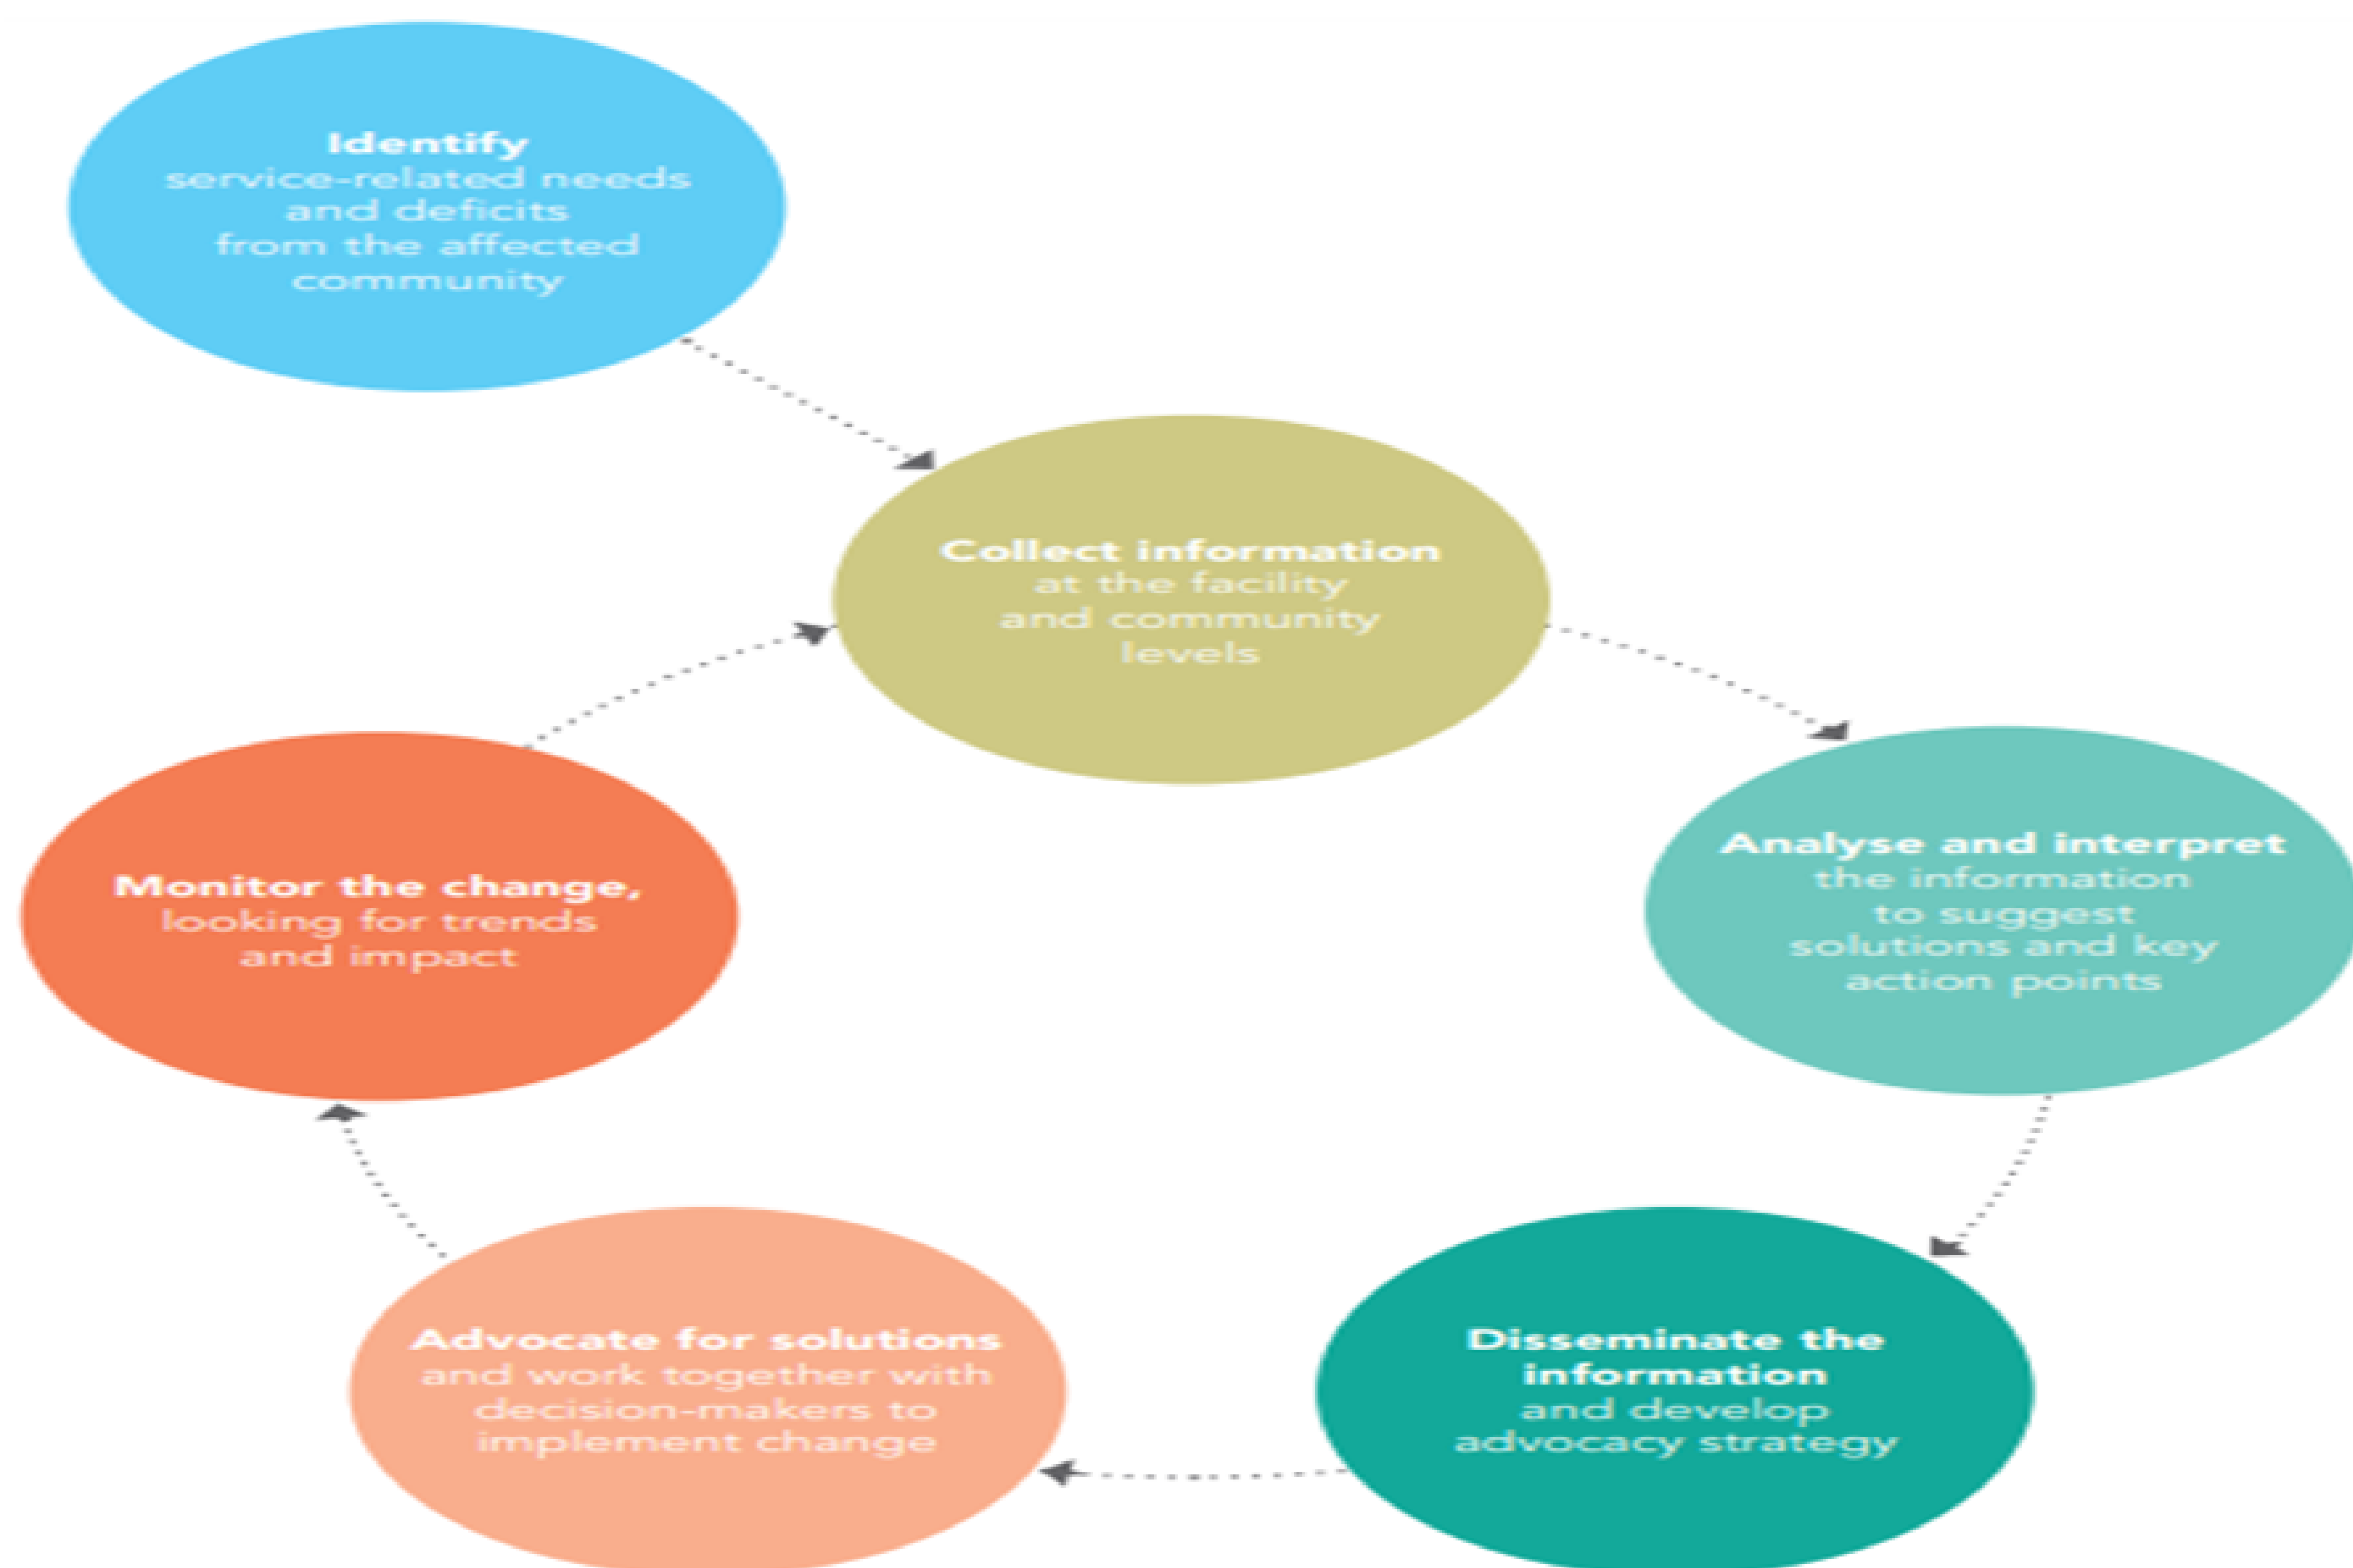 Identify
service-related needs
and deficits
from the affected
community
Collect information
at the facility
and community
levels
Analyse and interpret
the information
to suggest
solutions and key
action points
Disseminate the
information
and develop
advocacy strategy
Advocate for solutions
and work together with
decision-makers to
implement change
Monitor the change,
looking for trends
and impact